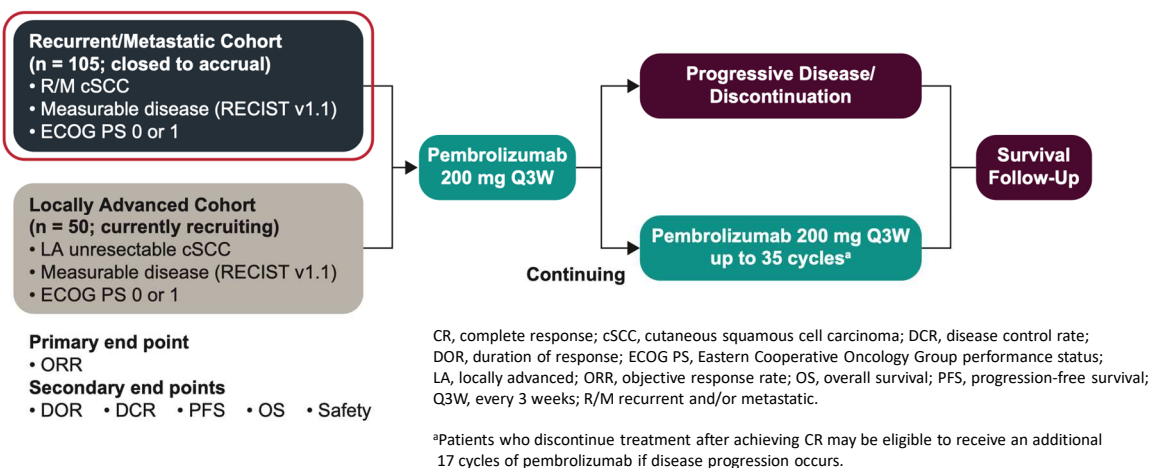 Recurrent/Metastatic Cohort
(n = 105; closed to accrual)
• R/M cSCC
• Measurable disease (RECIST v1.1)
• ECOG PS 0 or 1
Locally Advanced Cohort
(n = 50; currently recruiting)
• LA unresectable cSCC
• Measurable disease (RECIST v1.1)
• ECOG PS 0 or 1
Pembrolizumab
200 mg Q3W
Progressive Disease/
Discontinuation
Continuing
Pembrolizumab 200 mg Q3W
up to 35 cyclesᵃ
Survival
Follow-Up
Primary end point
• ORR
Secondary end points
• DOR • DCR • PFS • OS • Safety
CR, complete response; cSCC, cutaneous squamous cell carcinoma; DCR, disease control rate;
DOR, duration of response; ECOG PS, Eastern Cooperative Oncology Group performance status;
LA, locally advanced; ORR, objective response rate; OS, overall survival; PFS, progression-free survival;
Q3W, every 3 weeks; R/M recurrent and/or metastatic.
ᵃPatients who discontinue treatment after achieving CR may be eligible to receive an additional
17 cycles of pembrolizumab if disease progression occurs.